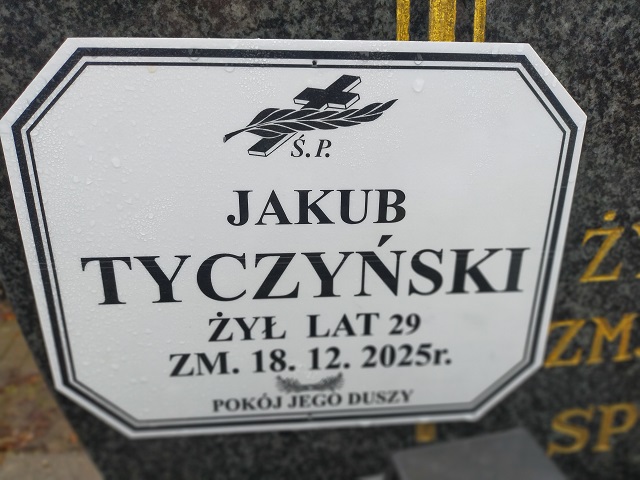 Ś.P.
JAKUB
TYCZYŃSKI
ŻYŁ LAT 29
ZM. 18. 12. 2025r.
POKÓJ JEGO DUSZY